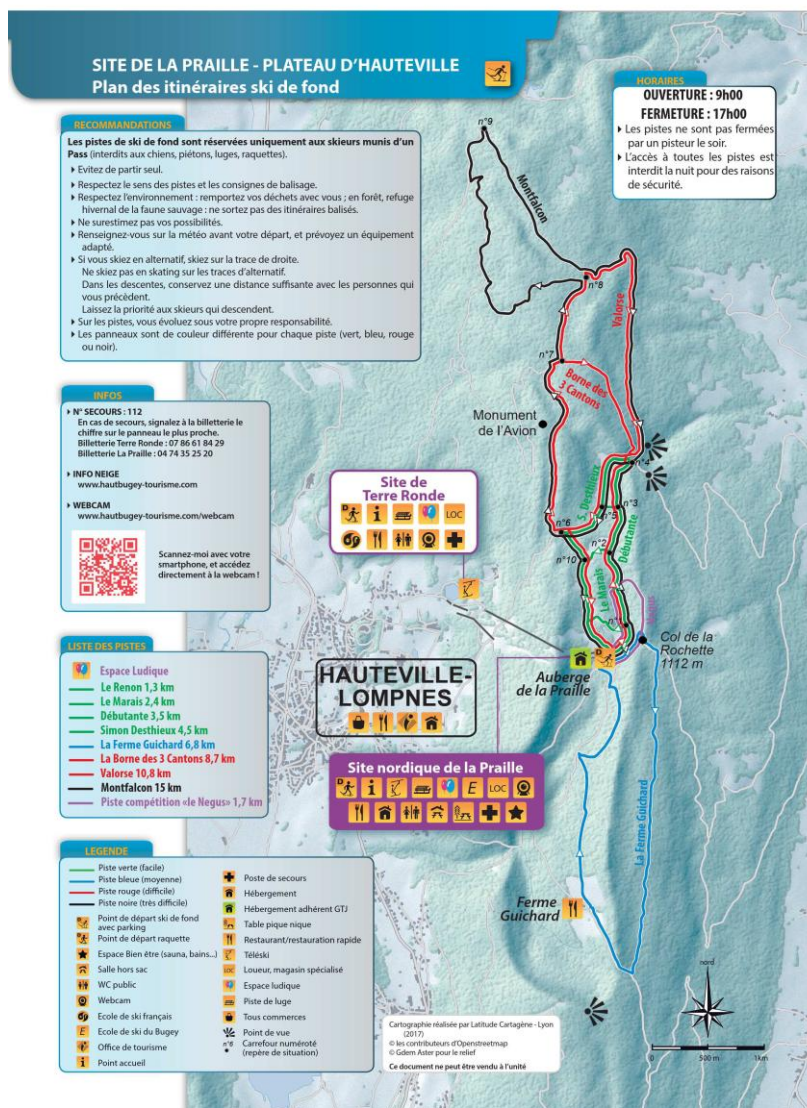 SITE DE LA PRAILLE - PLATEAU D'HAUTEVILLE
Plan des itinéraires ski de fond
HORAIRES
OUVERTURE : 9h00
FERMETURE : 17h00
Les pistes ne sont pas fermées
par un pisteur le soir.
L'accès à toutes les pistes est
interdit la nuit pour des raisons
de sécurité.
RECOMMANDATIONS
Les pistes de ski de fond sont réservées uniquement aux skieurs munis d'un
Pass (interdits aux chiens, piétons, luges, raquettes).
Evitez de partir seul.
Respectez le sens des pistes et les consignes de balisage.
Respectez l'environnement : remportez vos déchets avec vous ; en forêt, refuge
hivernal de la faune sauvage : ne sortez pas des itinéraires balisés.
Ne surestimez pas vos possibilités.
Renseignez-vous sur la météo avant votre départ, et prévoyez un équipement
adapté.
Si vous skiez en alternatif, skiez sur la trace de droite.
Ne skiez pas en skating sur les traces d'alternatif.
Dans les descentes, conservez une distance suffisante avec les personnes qui
vous précèdent.
Laissez la priorité aux skieurs qui descendent.
Sur les pistes, vous évoluez sous votre propre responsabilité.
Les panneaux sont de couleur différente pour chaque piste (vert, bleu, rouge
ou noir).
INFOS
N° SECOURS : 112
En cas de secours, signalez à la billetterie le
chiffre sur le panneau le plus proche.
Billetterie Terre Ronde : 07 86 61 84 29
Billetterie La Praille : 04 74 35 25 20
INFO NEIGE
www.hautbugey-tourisme.com
WEBCAM
www.hautbugey-tourisme.com/webcam
Scannez-moi avec votre
smartphone, et accédez
directement à la webcam !
LISTE DES PISTES
Espace Ludique
Le Renon 1,3 km
Le Marais 2,4 km
Débutante 3,5 km
Simon Desthieux 4,5 km
La Ferme Guichard 6,8 km
La Borne des 3 Cantons 8,7 km
Valorse 10,8 km
Montfalcon 15 km
Piste compétition «le Negus» 1,7 km
LEGENDE
Piste verte (facile)
Piste bleue (moyenne)
Piste rouge (difficile)
Piste noire (très difficile)
Point de départ ski de fond
avec parking
Point de départ raquette
Espace Bien être (sauna, bains...)
Salle hors sac
WC public
Webcam
Ecole de ski français
E Ecole de ski du Bugey
Office de tourisme
i Point accueil
Poste de secours
Hébergement
Hébergement adhérent GTJ
Table pique nique
Restaurant/restauration rapide
Téléski
LOC Loueur, magasin spécialisé
Espace ludique
Piste de luge
Tous commerces
Point de vue
n°6 Carrefour numéroté
(repère de situation)
n°9
Montfalcon
n°8
Valorse
n°7
Borne des
3 Cantons
Monument
de l'Avion
n°4
S. Desthieux
n°3
n°5
Débutante
n°6
n°2
n°10
Le Marais
Negus
Site de
Terre Ronde
D i LOC
Col de la
Rochette
1112 m
D
Auberge
de la Praille
HAUTEVILLE-
LOMPNES
Site nordique de la Praille
D i E LOC
La Ferme Guichard
Ferme
Guichard
nord
0 500 m 1km
Cartographie réalisée par Latitude Cartagène - Lyon
(2017)
© les contributeurs d'Openstreetmap
© Gdem Aster pour le relief
Ce document ne peut être vendu à l'unité